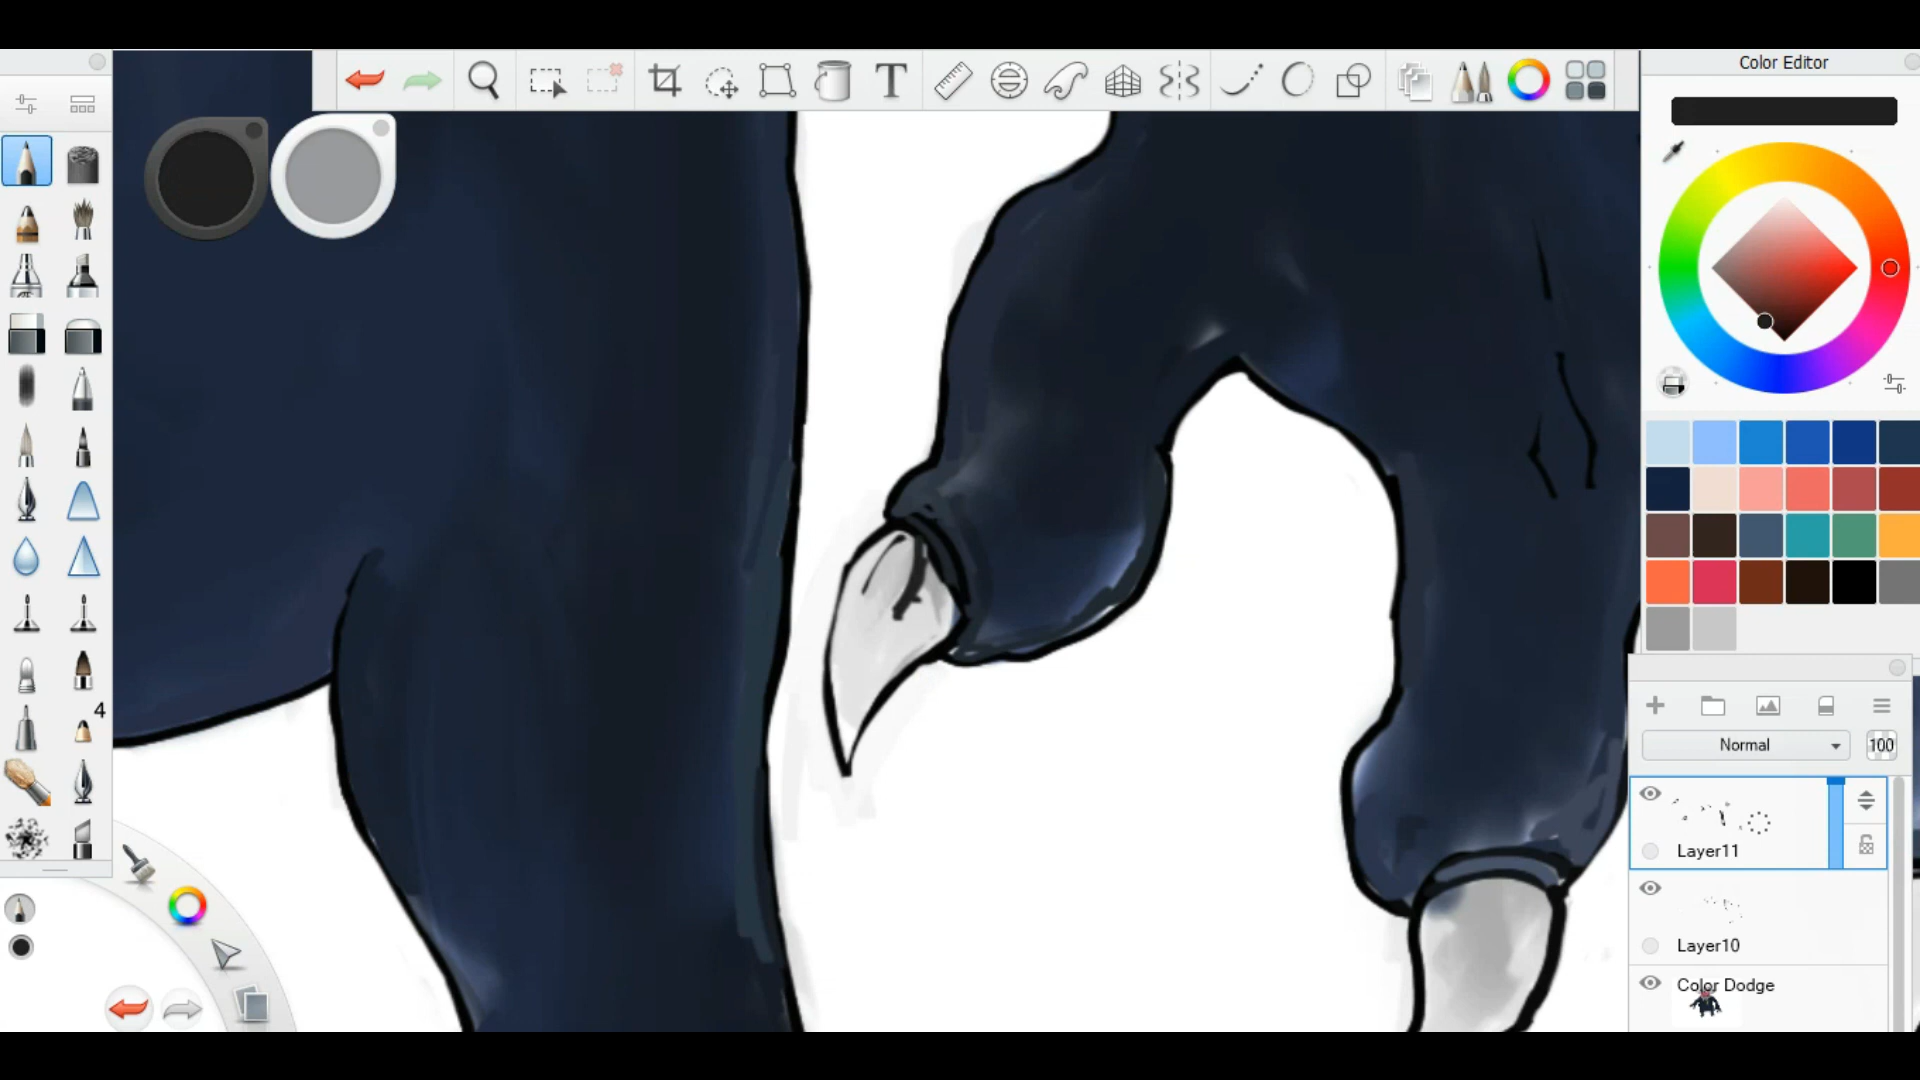 Color Editor
T
4
Normal
100
Layer11
Layer10
Color Dodge